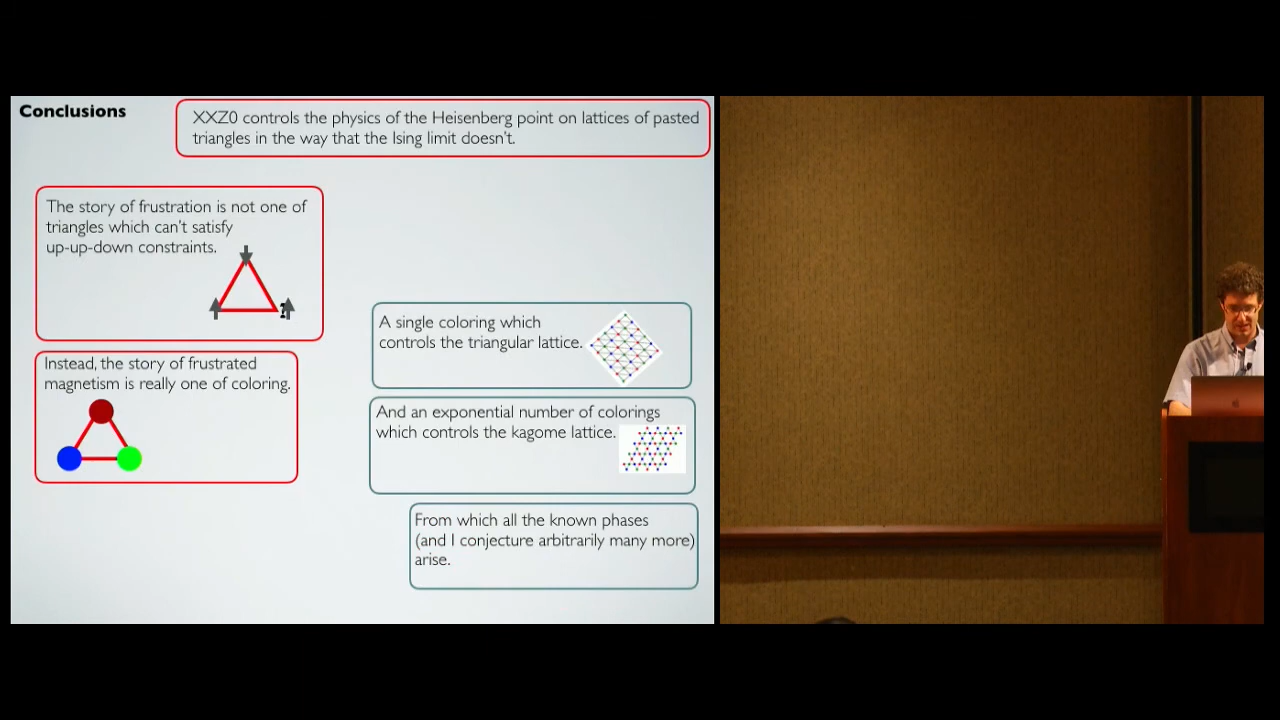 Conclusions
XXZ0 controls the physics of the Heisenberg point on lattices of pasted
triangles in the way that the Ising limit doesn't.
The story of frustration is not one of
triangles which can't satisfy
up-up-down constraints.
?
Instead, the story of frustrated
magnetism is really one of coloring.
A single coloring which
controls the triangular lattice.
And an exponential number of colorings
which controls the kagome lattice.
From which all the known phases
(and I conjecture arbitrarily many more)
arise.